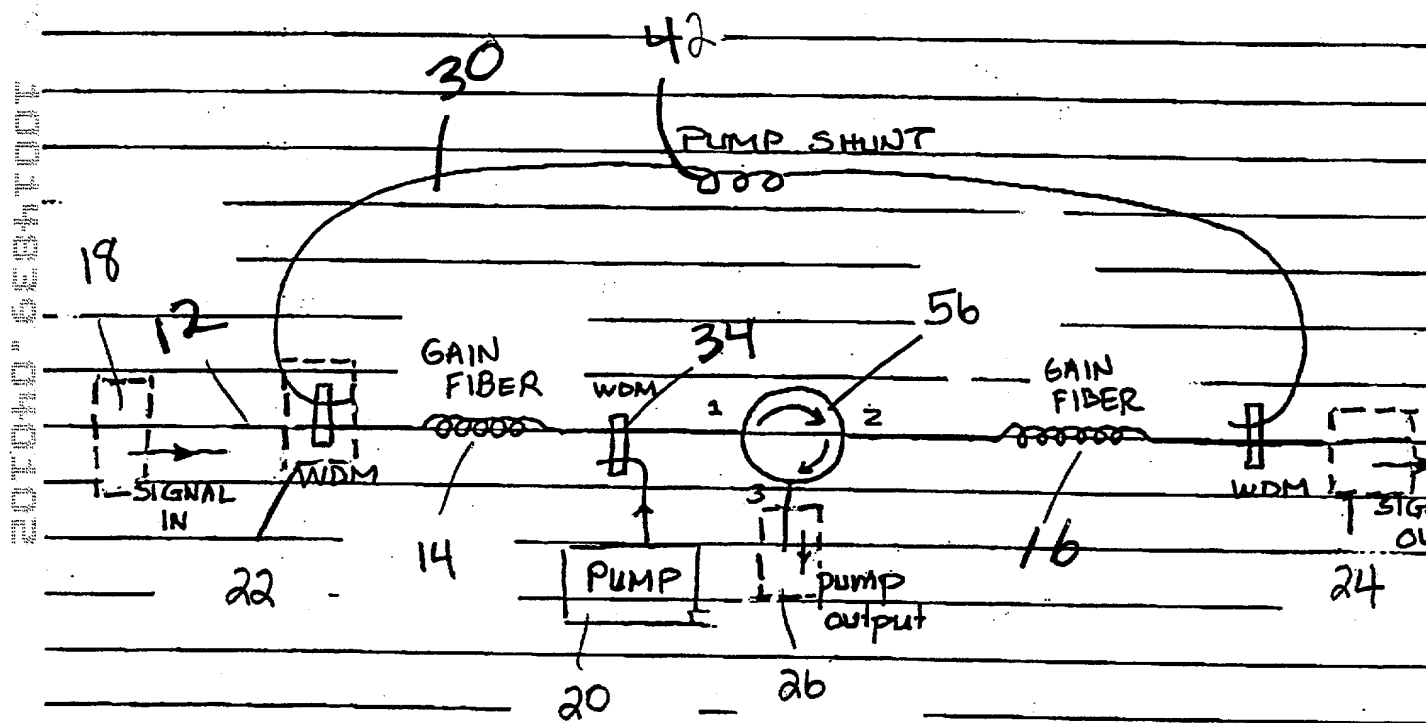 42
30
PUMP SHUNT
18
12
56
34
GAIN
FIBER
WDM
1
2
GAIN
FIBER
WDM
SIGNAL
IN
3
WDM
14
PUMP
pump
output
16
22
24
20
26